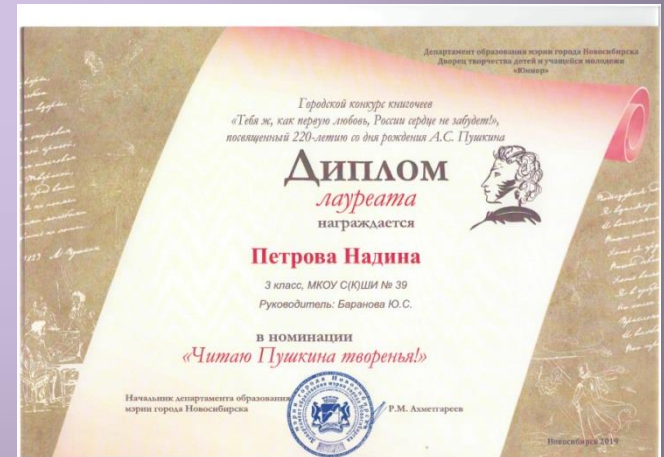 Департамент образования мэрии города Новосибирска
Дворец творчества детей и учащейся молодежи
«Юниор»
Городской конкурс книгочеев
«Тебя ж, как первую любовь, России сердце не забудет!»,
посвященный 220-летию со дня рождения А.С. Пушкина
Диплом
лауреата
награждается
Петрова Надина
3 класс, МКОУ С(К)ШИ № 39
Руководитель: Баранова Ю.С.
в номинации
«Читаю Пушкина творенья!»
Начальник департамента образования
мэрии города Новосибирска
Р.М. Ахметгареев
Новосибирск 2019